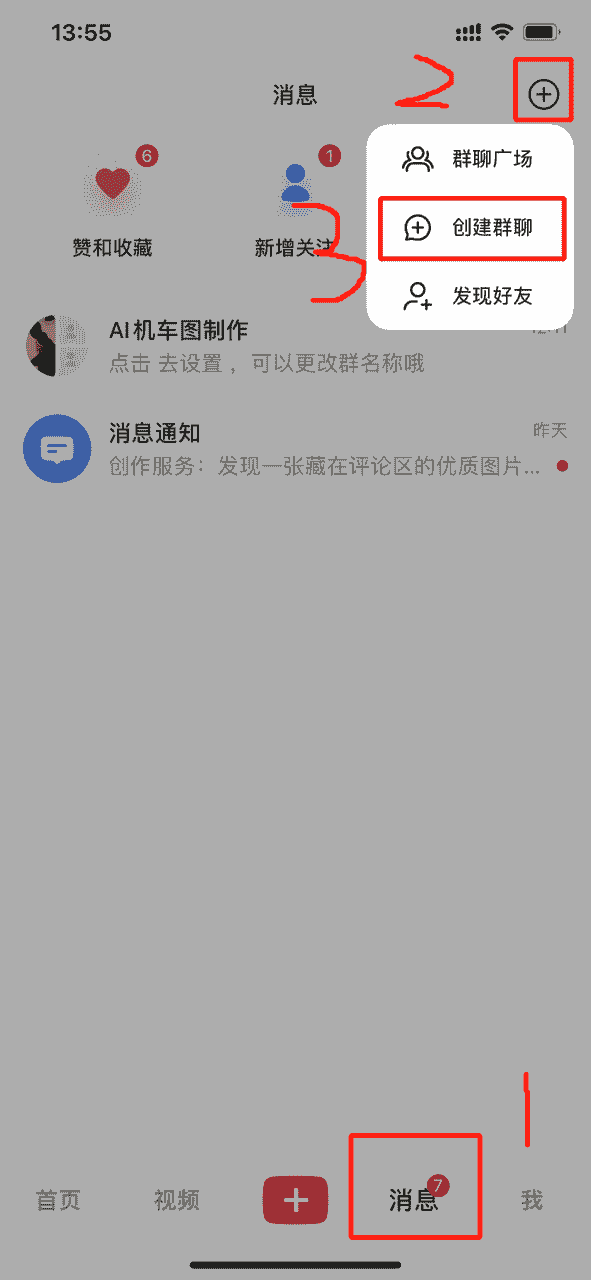 13:55
消息
2
群聊广场
6
1
3
创建群聊
赞和收藏
新增关注
发现好友
AI机车图制作
点击 去设置 ，可以更改群名称哦
消息通知
昨天
创作服务：发现一张藏在评论区的优质图片...
1
首页
视频
消息
7
我